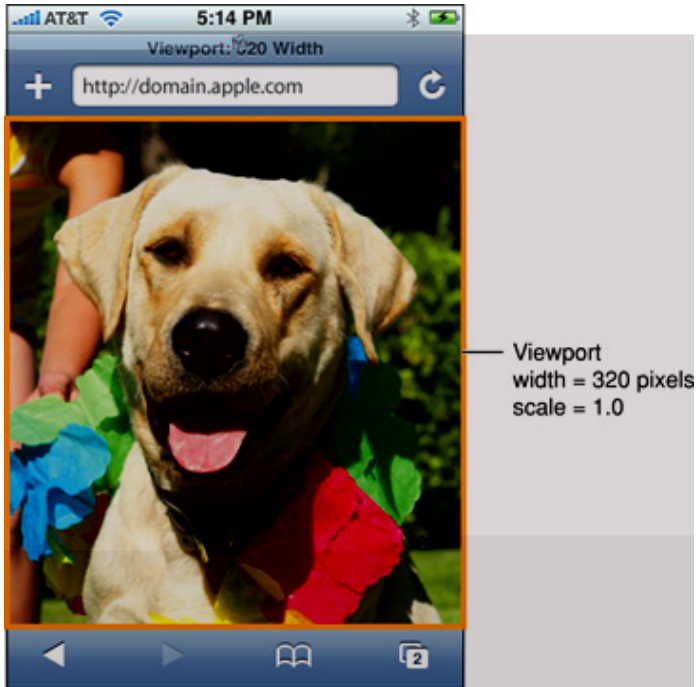 AT&T 5:14 PM
Viewport: 320 Width
http://domain.apple.com
Viewport
width = 320 pixels
scale = 1.0
2